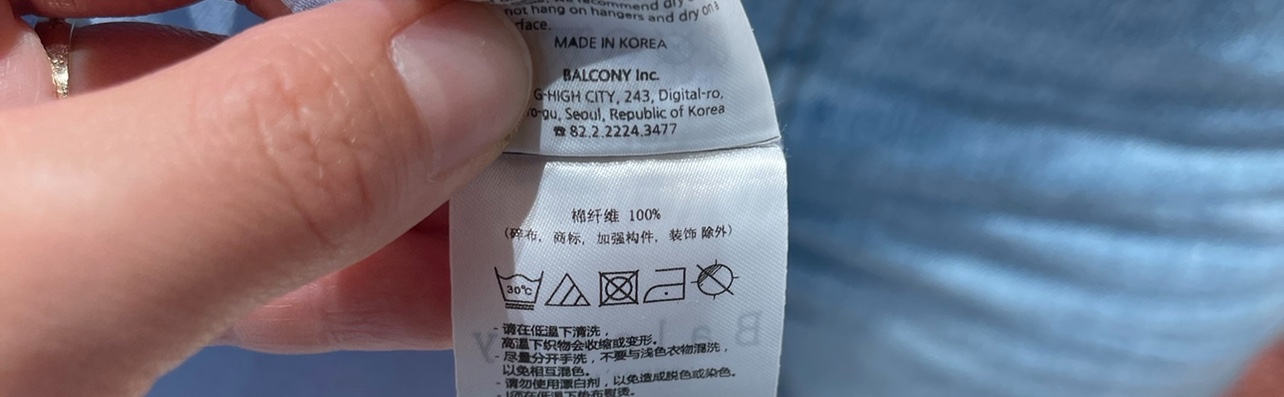 We recommend dry
not hang on hangers and dry on a
MADE IN KOREA
BALCONY Inc.
G-HIGH CITY, 243, Digital-ro,
Seoul, Republic of Korea
☎ 82.2.2224.3477
棉纤维 100%
(碎布, 商标, 加强构件, 装饰 除外)
30°C
- 请在低温下清洗,
高温下织物会收缩或变形。
- 尽量分开手洗, 不要与浅色衣物混洗,
以免相互混色。
- 请勿使用漂白剂, 以免造成脱色或染色。